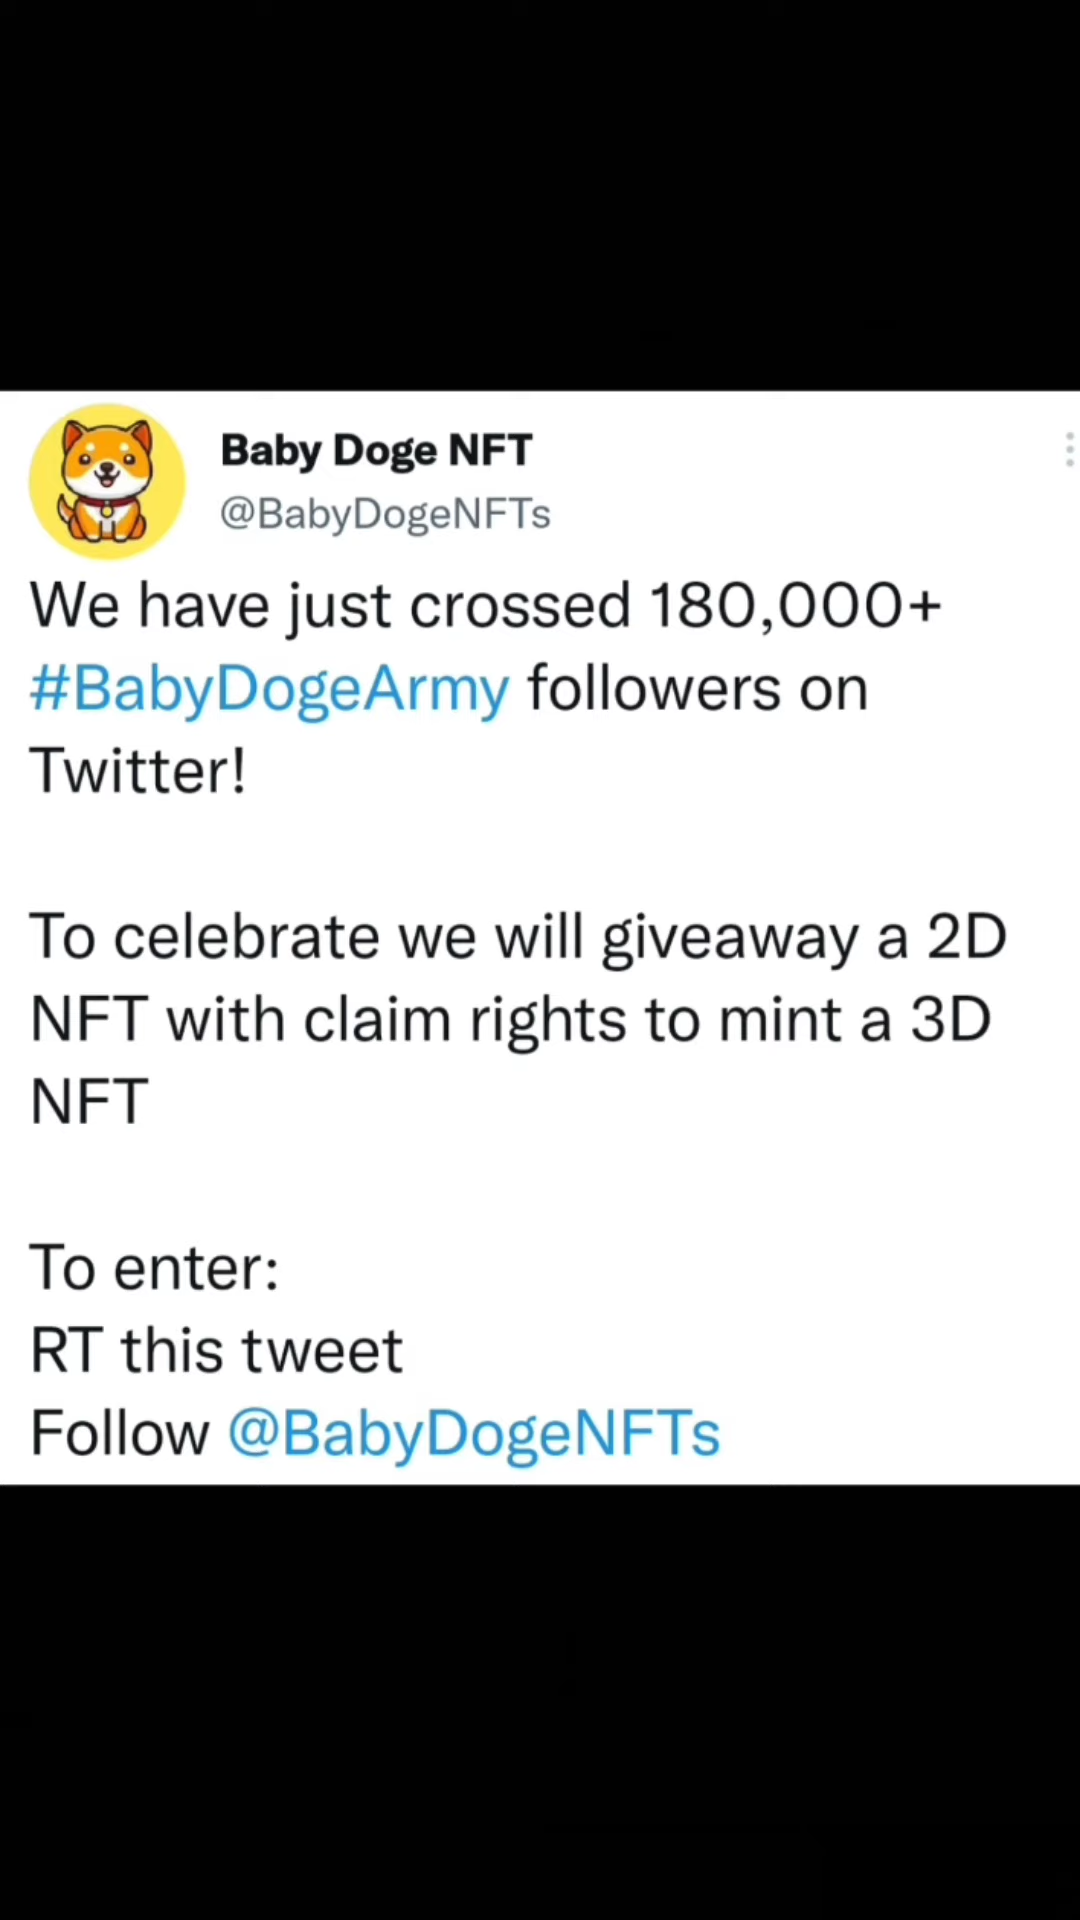 Baby Doge NFT
@BabyDogeNFTs
We have just crossed 180,000+
#BabyDogeArmy followers on
Twitter!
To celebrate we will giveaway a 2D
NFT with claim rights to mint a 3D
NFT
To enter:
RT this tweet
Follow @BabyDogeNFTs